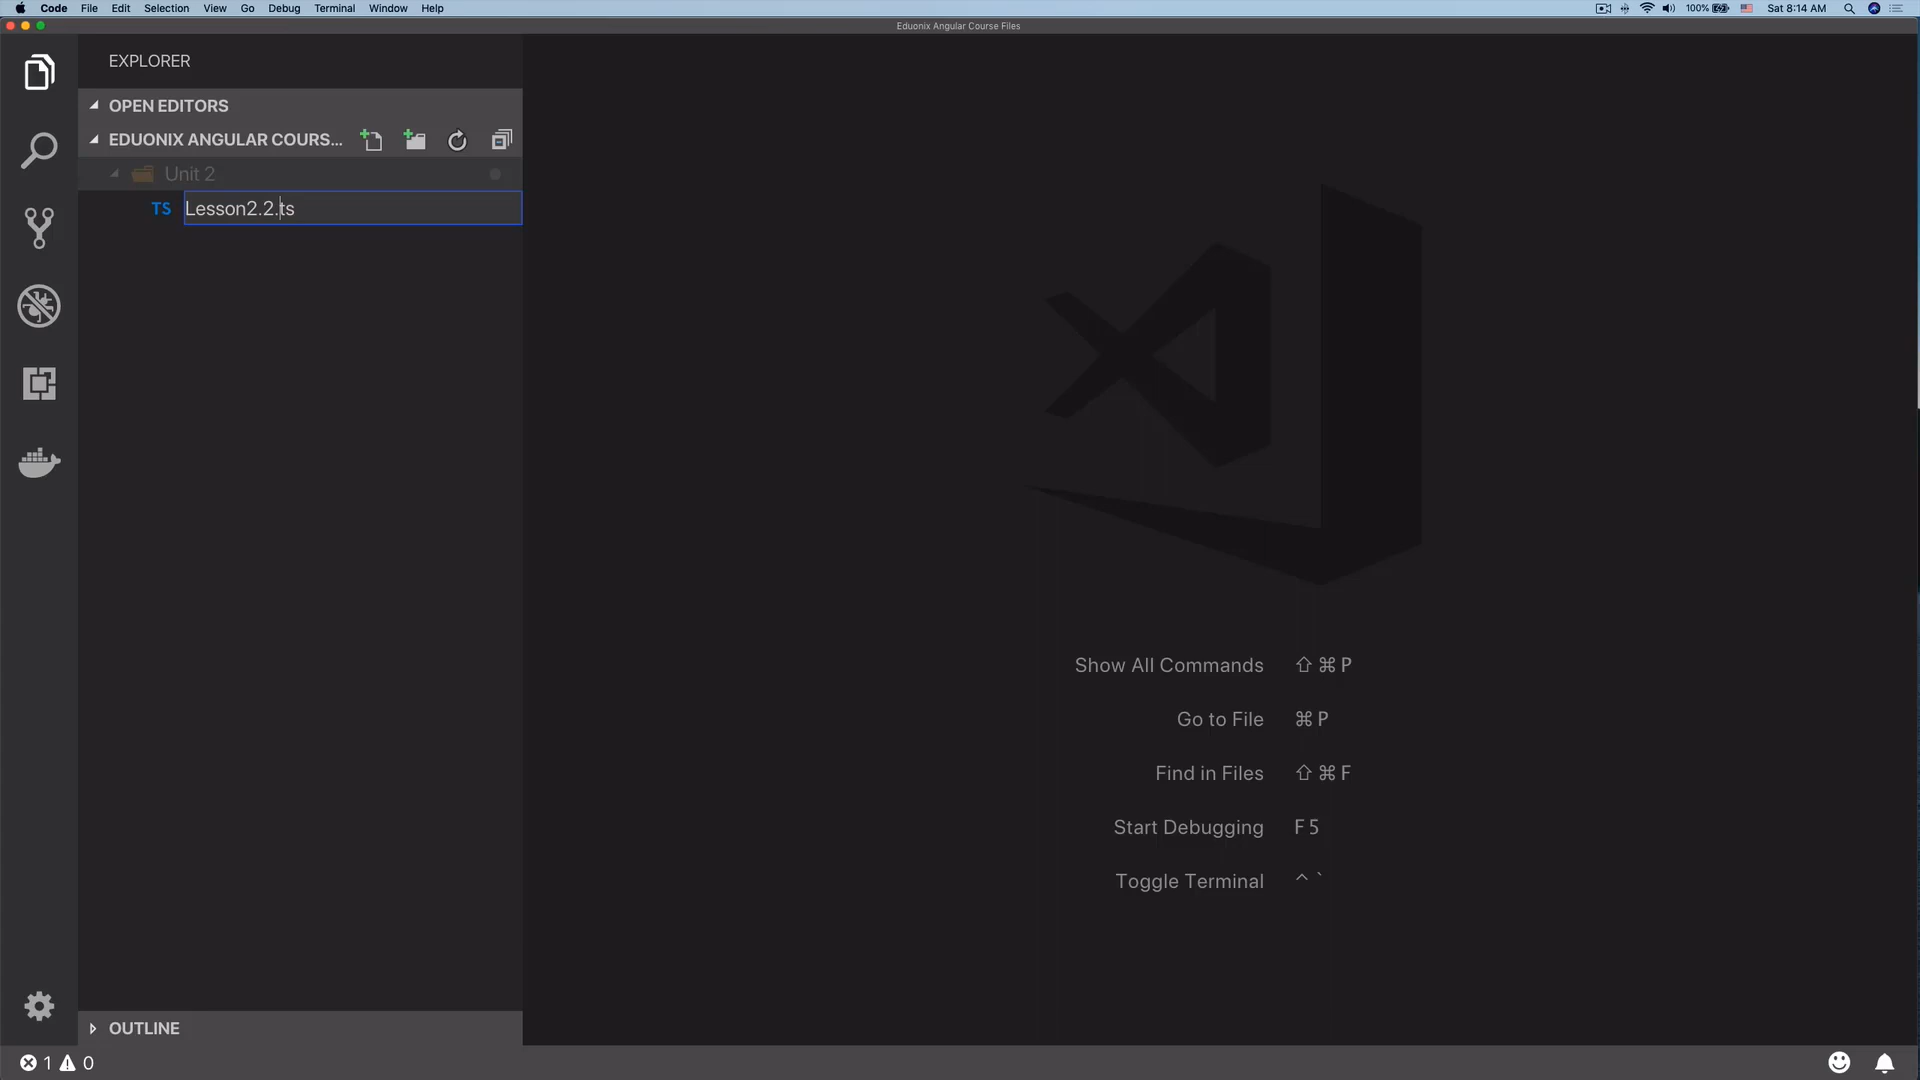 Code File Edit Selection View Go Debug Terminal Window Help 100% Sat 8:14 AM
Eduonix Angular Course Files
EXPLORER
OPEN EDITORS
EDUONIX ANGULAR COURS...
Unit 2
TS Lesson2.2.ts
Show All Commands ⇧ ⌘ P
Go to File ⌘ P
Find in Files ⇧ ⌘ F
Start Debugging F5
Toggle Terminal ^ `
OUTLINE
1 0